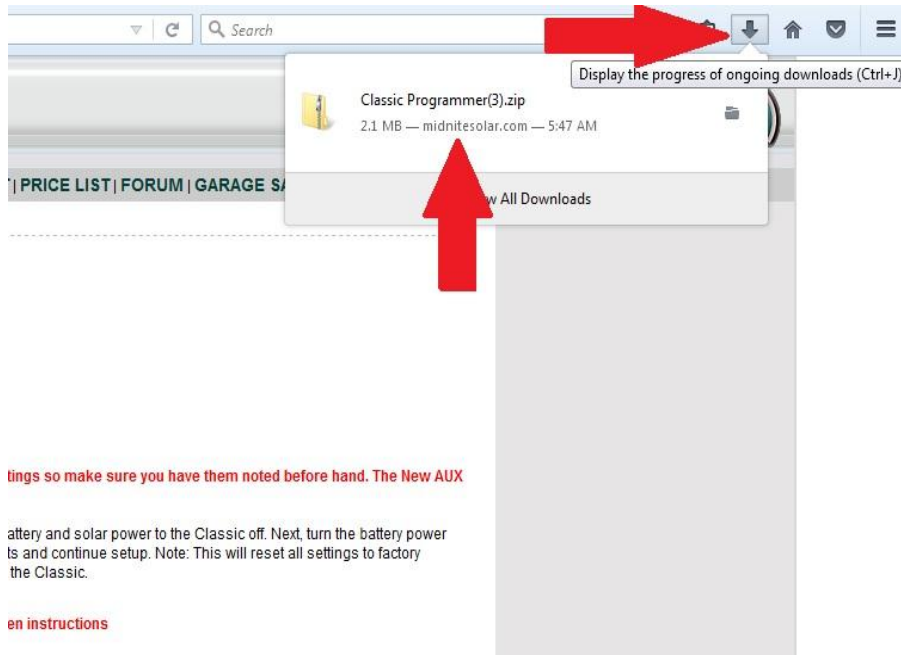 Search
Display the progress of ongoing downloads (Ctrl+J)
Classic Programmer(3).zip
2.1 MB — midnitesolar.com — 5:47 AM
| PRICE LIST | FORUM | GARAGE
All Downloads
tings so make sure you have them noted before hand. The New AUX
attery and solar power to the Classic off. Next, turn the battery power
ts and continue setup. Note: This will reset all settings to factory
the Classic.
en instructions